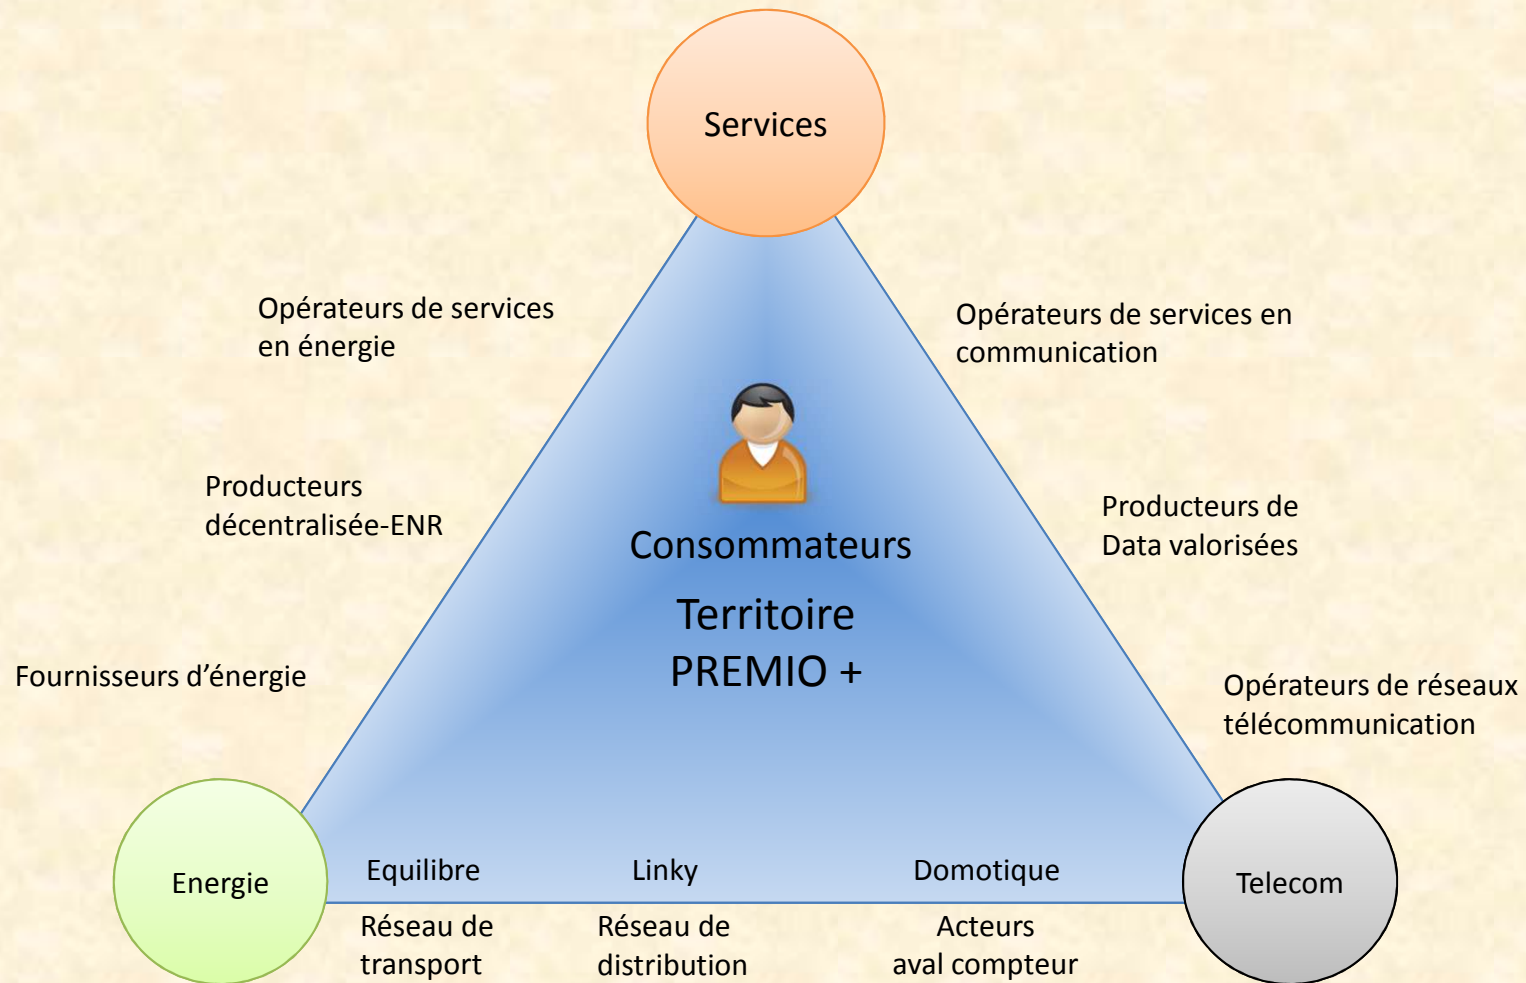 Services
Opérateurs de services
en énergie
Opérateurs de services en
communication
Producteurs
décentralisée-ENR
Producteurs de
Data valorisées
Consommateurs
Territoire
PREMIO +
Fournisseurs d’énergie
Opérateurs de réseaux
télécommunication
Energie
Equilibre
Linky
Domotique
Telecom
Réseau de
transport
Réseau de
distribution
Acteurs
aval compteur